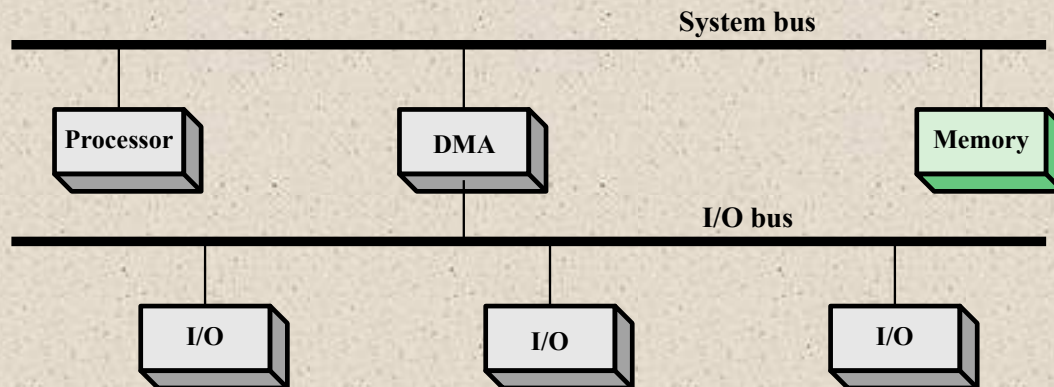 System bus
Processor
DMA
Memory
I/O bus
I/O
I/O
I/O